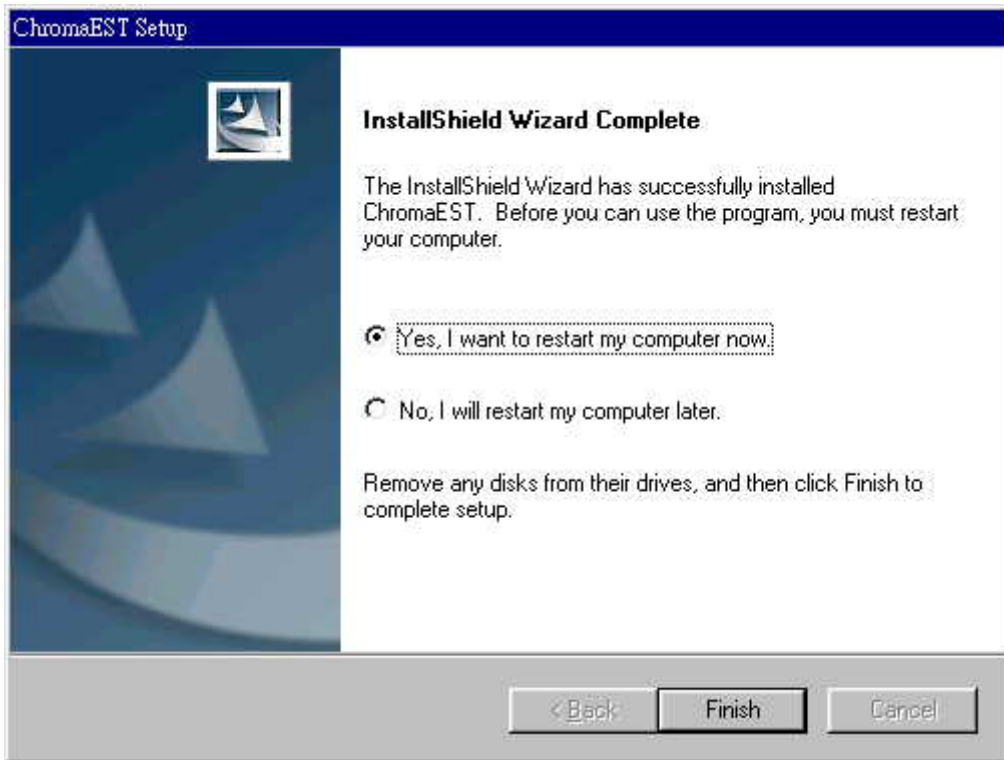 ChromaEST Setup
InstallShield Wizard Complete
The InstallShield Wizard has successfully installed
ChromaEST. Before you can use the program, you must restart
your computer.
Yes, I want to restart my computer now.
No, I will restart my computer later.
Remove any disks from their drives, and then click Finish to
complete setup.
< Back Finish Cancel